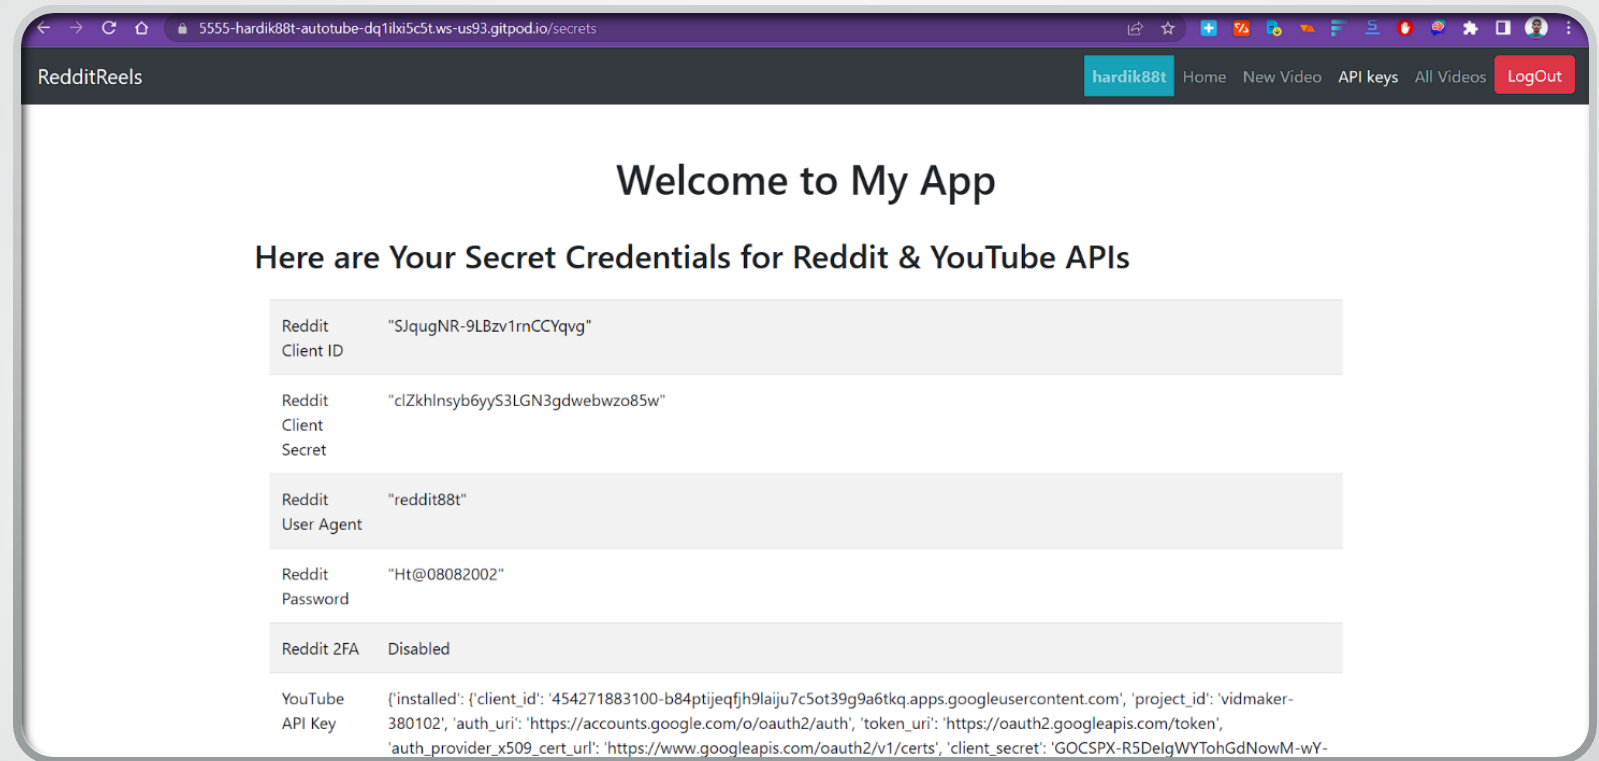 5555-hardik88t-autotube-dq1ilxi5c5t.ws-us93.gitpod.io/secrets
RedditReels hardik88t Home New Video API keys All Videos LogOut
Welcome to My App
Here are Your Secret Credentials for Reddit & YouTube APIs
Reddit "SJqugNR-9LBzv1rnCCYqvg"
Client ID
Reddit "clZkhlnsyb6yyS3LGN3gdwebwzo85w"
Client
Secret
Reddit "reddit88t"
User Agent
Reddit "Ht@08082002"
Password
Reddit 2FA Disabled
YouTube {'installed': {'client_id': '454271883100-b84ptijeqfjh9laiju7c5ot39g9a6tkq.apps.googleusercontent.com', 'project_id': 'vidmaker-
API Key 380102', 'auth_uri': 'https://accounts.google.com/o/oauth2/auth', 'token_uri': 'https://oauth2.googleapis.com/token',
'auth_provider_x509_cert_url': 'https://www.googleapis.com/oauth2/v1/certs', 'client_secret': 'GOCSPX-R5DeIgWYTohGdNowM-wY-